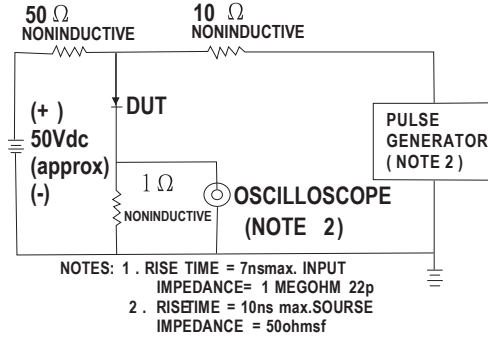 50 Ω
NONINDUCTIVE
10 Ω
NONINDUCTIVE
(+ )
50Vdc
(approx)
(-)
DUT
PULSE
GENERATOR
( NOTE 2 )
1 Ω
NONINDUCTIVE
OSCILLOSCOPE
(NOTE 2)
NOTES: 1 . RISE TIME = 7nsmax. INPUT
IMPEDANCE= 1 MEGOHM 22p
2 . RISETIME = 10ns max.SOURSE
IMPEDANCE = 50ohmsf